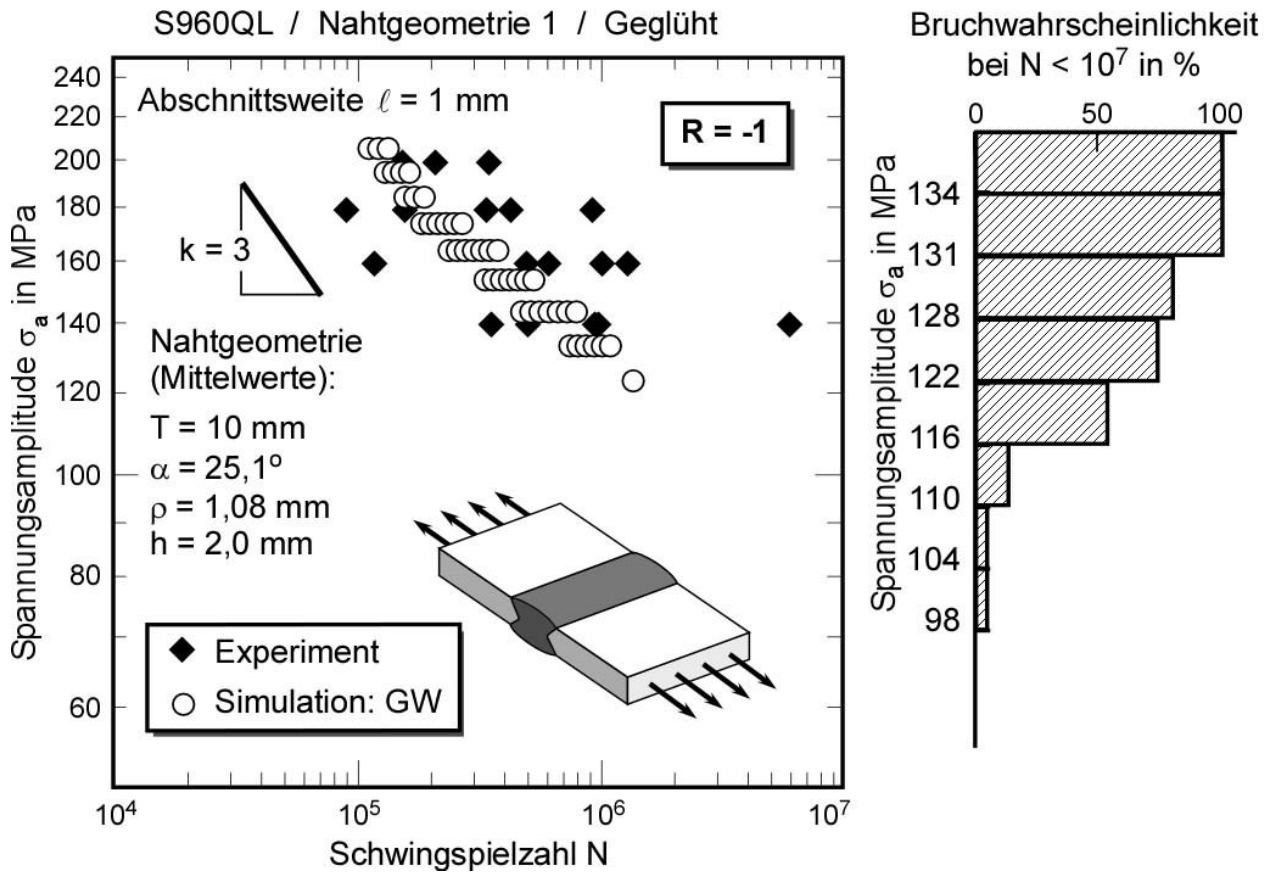 S960QL / Nahtgeometrie 1 / Geglüht
Abschnittsweite ℓ = 1 mm
R = -1
k = 3
Nahtgeometrie
(Mittelwerte):
T = 10 mm
α = 25,1°
ρ = 1,08 mm
h = 2,0 mm
Experiment
Simulation: GW
Spannungsamplitude σa in MPa
240
220
200
180
160
140
120
100
80
60
10⁴
10⁵
10⁶
10⁷
Schwingspielzahl N
Bruchwahrscheinlichkeit
bei N < 10⁷ in %
0
50
100
Spannungsamplitude σa in MPa
134
131
128
122
116
110
104
98